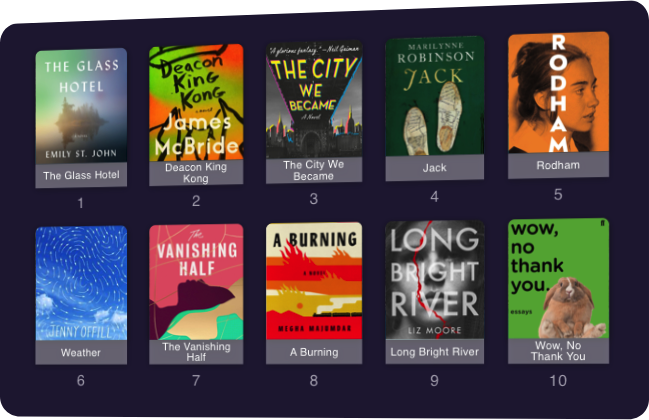 THE GLASS
HOTEL
EMILY ST. JOHN
The Glass Hotel
1
Deacon
King
Kong
a novel
James
McBride
Deacon King
Kong
2
"A glorious fantasy." —Neil Gaiman
THE CITY
WE
BECAME
A Novel
The City We
Became
3
MARILYNNE
ROBINSON
JACK
Jack
4
RODHAM
Rodham
5
JENNY OFFILL
Weather
6
The
VANISHING
HALF
The Vanishing
Half
7
A BURNING
A NOVEL
MEGHA MAJUMDAR
A Burning
8
LONG
BRIGHT
RIVER
LIZ MOORE
Long Bright River
9
wow,
no
thank
you.
essays
Wow, No
Thank You
10